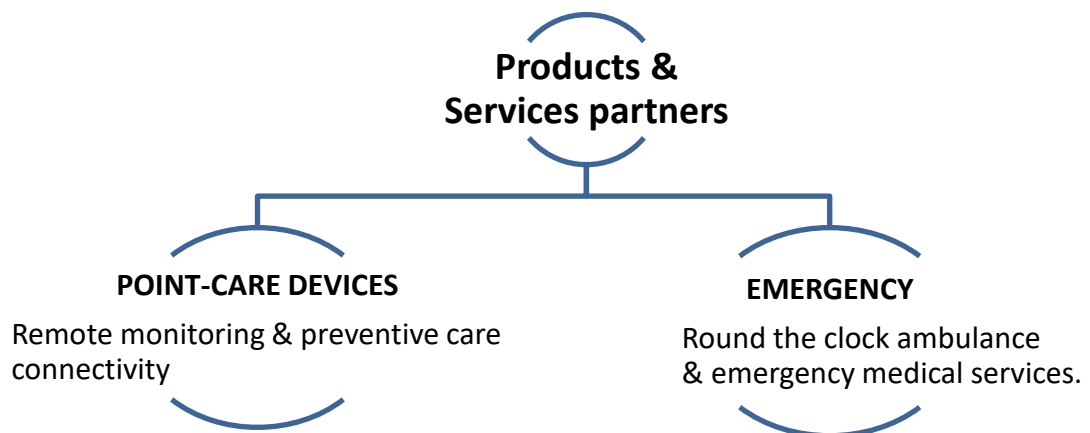 Products &
Services partners
POINT-CARE DEVICES
Remote monitoring & preventive care
connectivity
EMERGENCY
Round the clock ambulance
& emergency medical services.